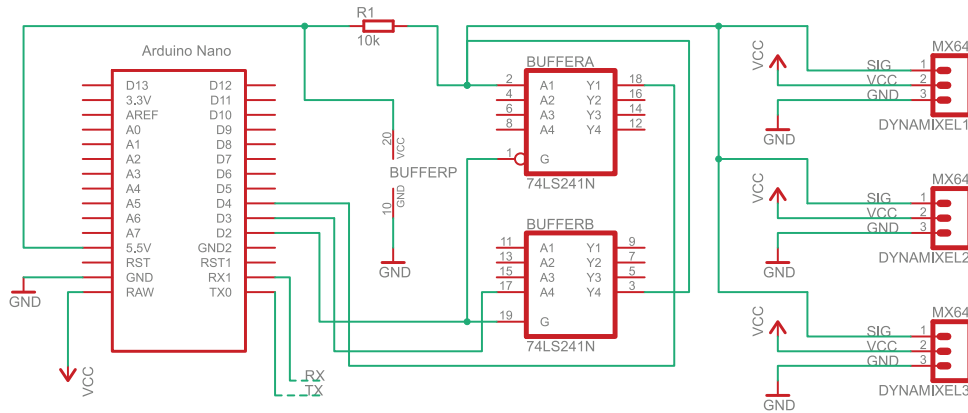 R1
10k
Arduino Nano
D13 D12
3.3V D11
AREF D10
A0 D9
A1 D8
A2 D7
A3 D6
A4 D5
A5 D4
A6 D3
A7 D2
5.5V GND2
RST RST1
GND RX1
RAW TX0
GND
VCC
RX
TX
20
VCC
BUFFERP
GND
10
GND
BUFFERA
2 A1 Y1 18
4 A2 Y2 16
6 A3 Y3 14
8 A4 Y4 12
1 G
74LS241N
BUFFERB
11 A1 Y1 9
13 A2 Y2 7
15 A3 Y3 5
17 A4 Y4 3
19 G
74LS241N
MX64
VCC
SIG 1
VCC 2
GND 3
GND
DYNAMIXEL1
MX64
VCC
SIG 1
VCC 2
GND 3
GND
DYNAMIXEL2
MX64
VCC
SIG 1
VCC 2
GND 3
GND
DYNAMIXEL3